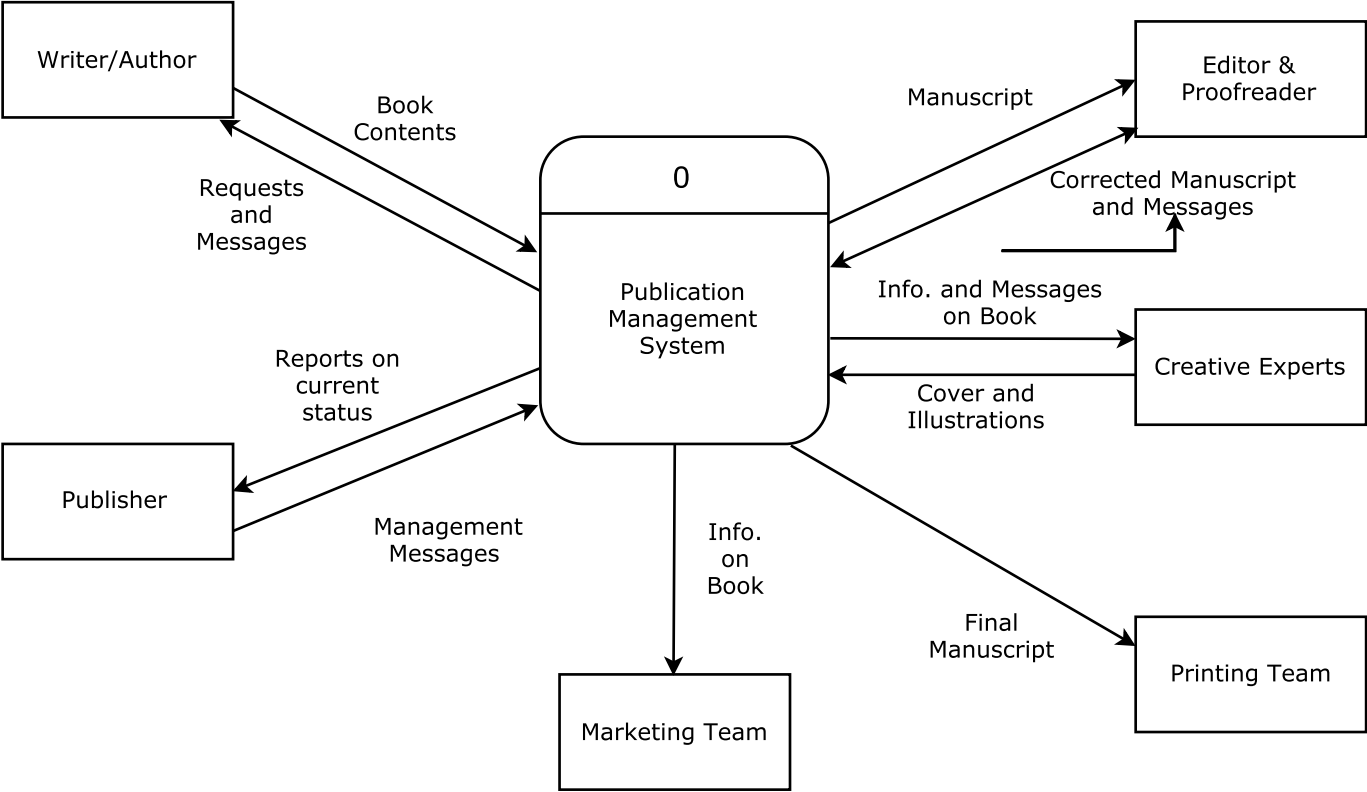 Writer/Author
Book
Contents
Requests
and
Messages
0
Publication
Management
System
Manuscript
Editor &
Proofreader
Corrected Manuscript
and Messages
Info. and Messages
on Book
Creative Experts
Cover and
Illustrations
Reports on
current
status
Publisher
Management
Messages
Info.
on
Book
Marketing Team
Final
Manuscript
Printing Team